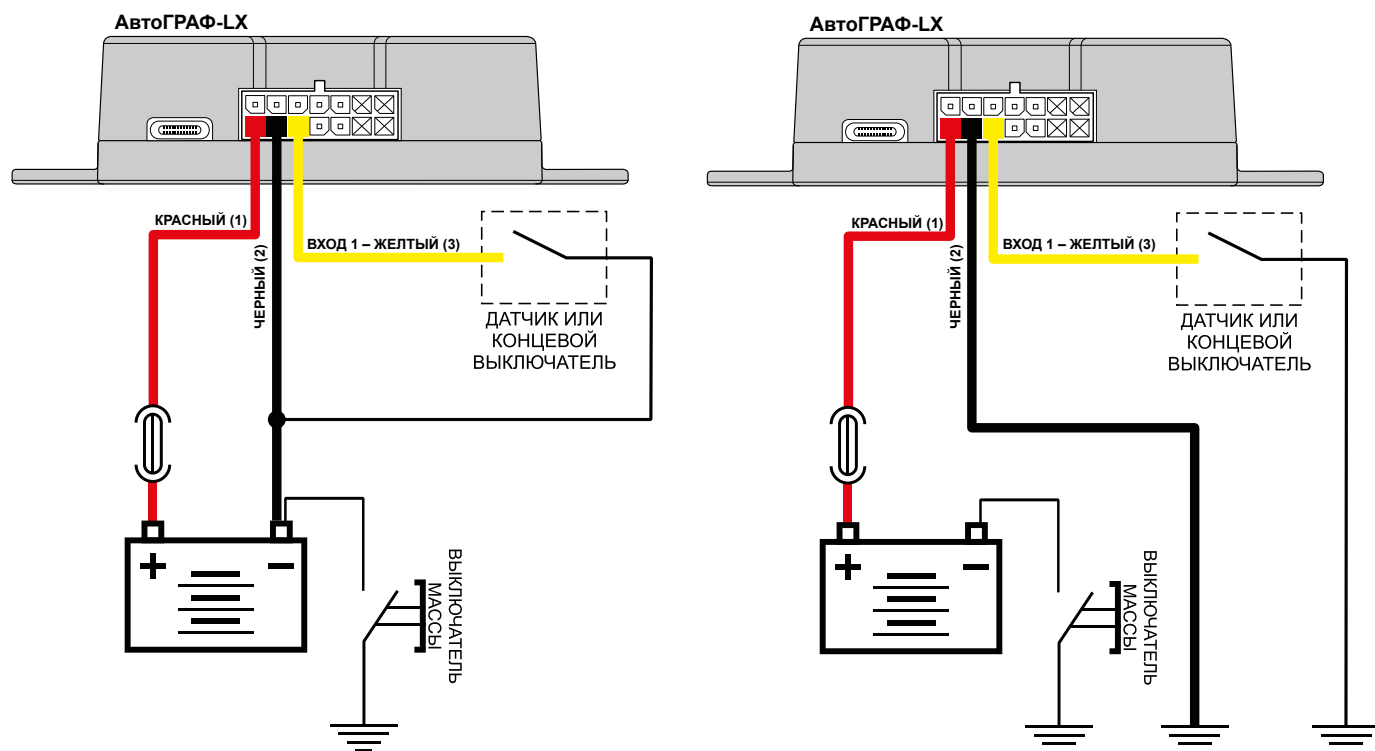 АвтоГРАФ-LX
КРАСНЫЙ (1)
ЧЕРНЫЙ (2)
ВХОД 1 – ЖЕЛТЫЙ (3)
ДАТЧИК ИЛИ
КОНЦЕВОЙ
ВЫКЛЮЧАТЕЛЬ
+
–
ВЫКЛЮЧАТЕЛЬ
МАССЫ
АвтоГРАФ-LX
КРАСНЫЙ (1)
ЧЕРНЫЙ (2)
ВХОД 1 – ЖЕЛТЫЙ (3)
ДАТЧИК ИЛИ
КОНЦЕВОЙ
ВЫКЛЮЧАТЕЛЬ
+
–
ВЫКЛЮЧАТЕЛЬ
МАССЫ